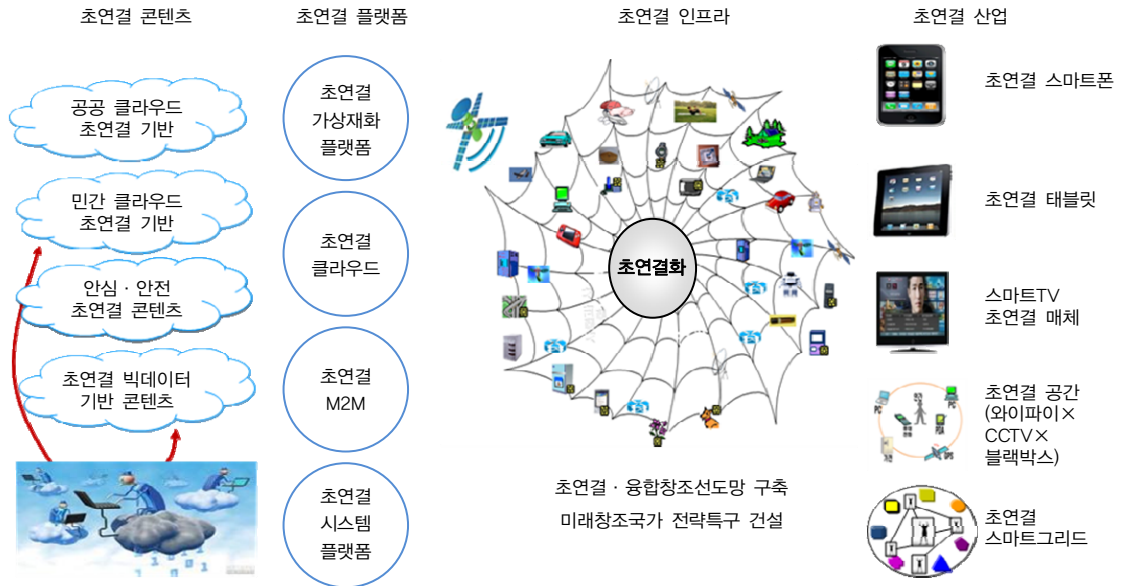 초연결 콘텐츠
초연결 플랫폼
초연결 인프라
초연결 산업
공공 클라우드
초연결 기반
민간 클라우드
초연결 기반
안심 · 안전
초연결 콘텐츠
초연결 빅데이터
기반 콘텐츠
초연결
가상재화
플랫폼
초연결
클라우드
초연결
M2M
초연결
시스템
플랫폼
초연결화
초연결 · 융합창조선도망 구축
미래창조국가 전략특구 건설
초연결 스마트폰
초연결 태블릿
스마트TV
초연결 매체
PC
PC
인간
PDA
GPS
초연결 공간
(와이파이×
CCTV×
블랙박스)
초연결
스마트그리드